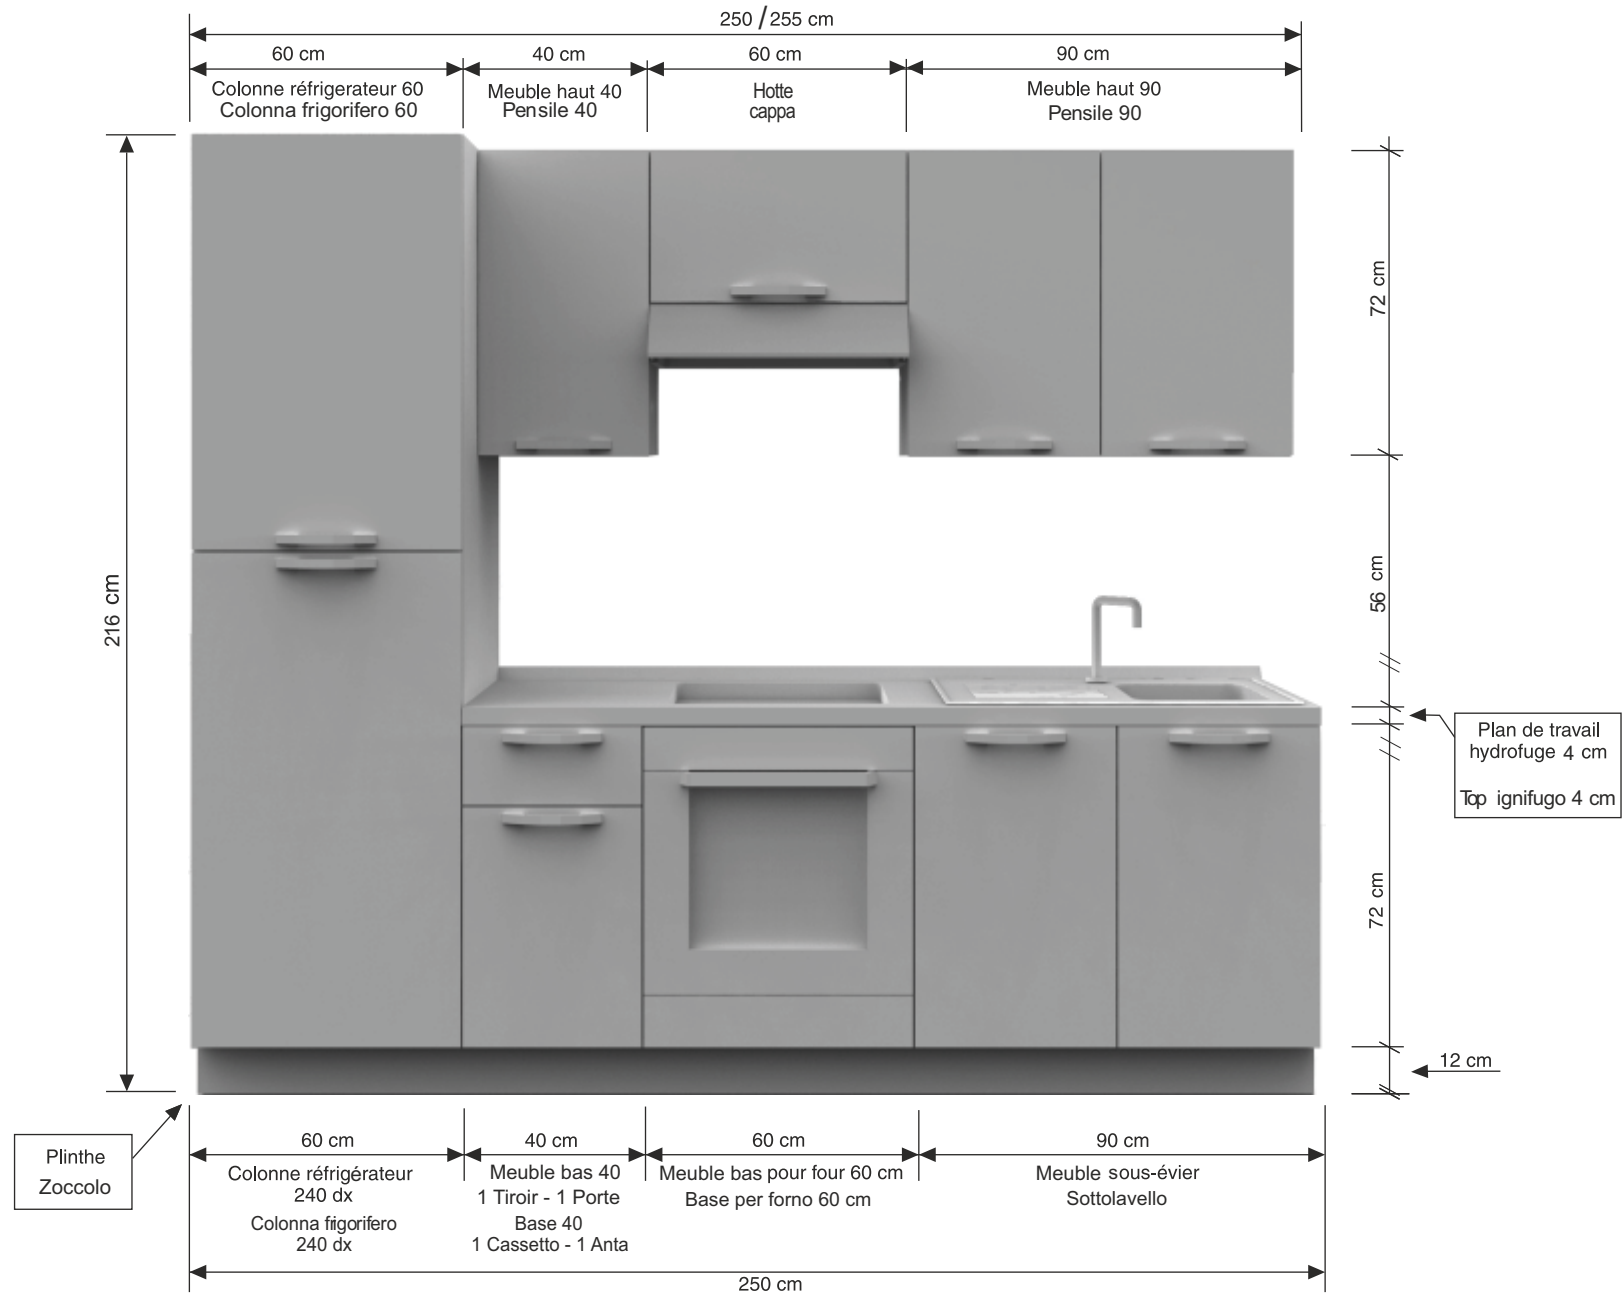 250 / 255 cm
60 cm
40 cm
60 cm
90 cm
Colonne réfrigerateur 60
Colonna frigorifero 60
Meuble haut 40
Pensile 40
Hotte
cappa
Meuble haut 90
Pensile 90
216 cm
72 cm
56 cm
Plan de travail
hydrofuge 4 cm
Top ignifugo 4 cm
72 cm
12 cm
Plinthe
Zoccolo
60 cm
40 cm
60 cm
90 cm
Colonne réfrigérateur
240 dx
Colonna frigorifero
240 dx
Meuble bas 40
1 Tiroir - 1 Porte
Base 40
1 Cassetto - 1 Anta
Meuble bas pour four 60 cm
Base per forno 60 cm
Meuble sous-évier
Sottolavello
250 cm